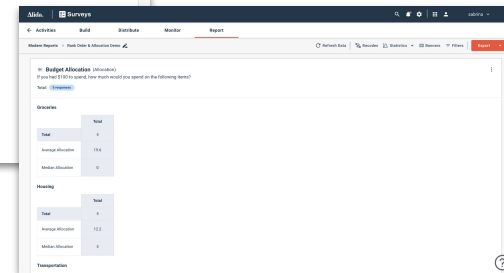 Alida. Surveys sabrina
← Activities Build Distribute Monitor Report
Modern Reports > Rank Order & Allocation Demo Refresh Data Recodes Statistics Banners Filters Report
Budget Allocation (Allocation)
If you had $100 to spend, how much would you spend on the following items?
Total 5 responses
Groceries
Total
Total 5
Average Allocation 19.6
Median Allocation 0
Housing
Total
Total 5
Average Allocation 12.2
Median Allocation 5
Transportation